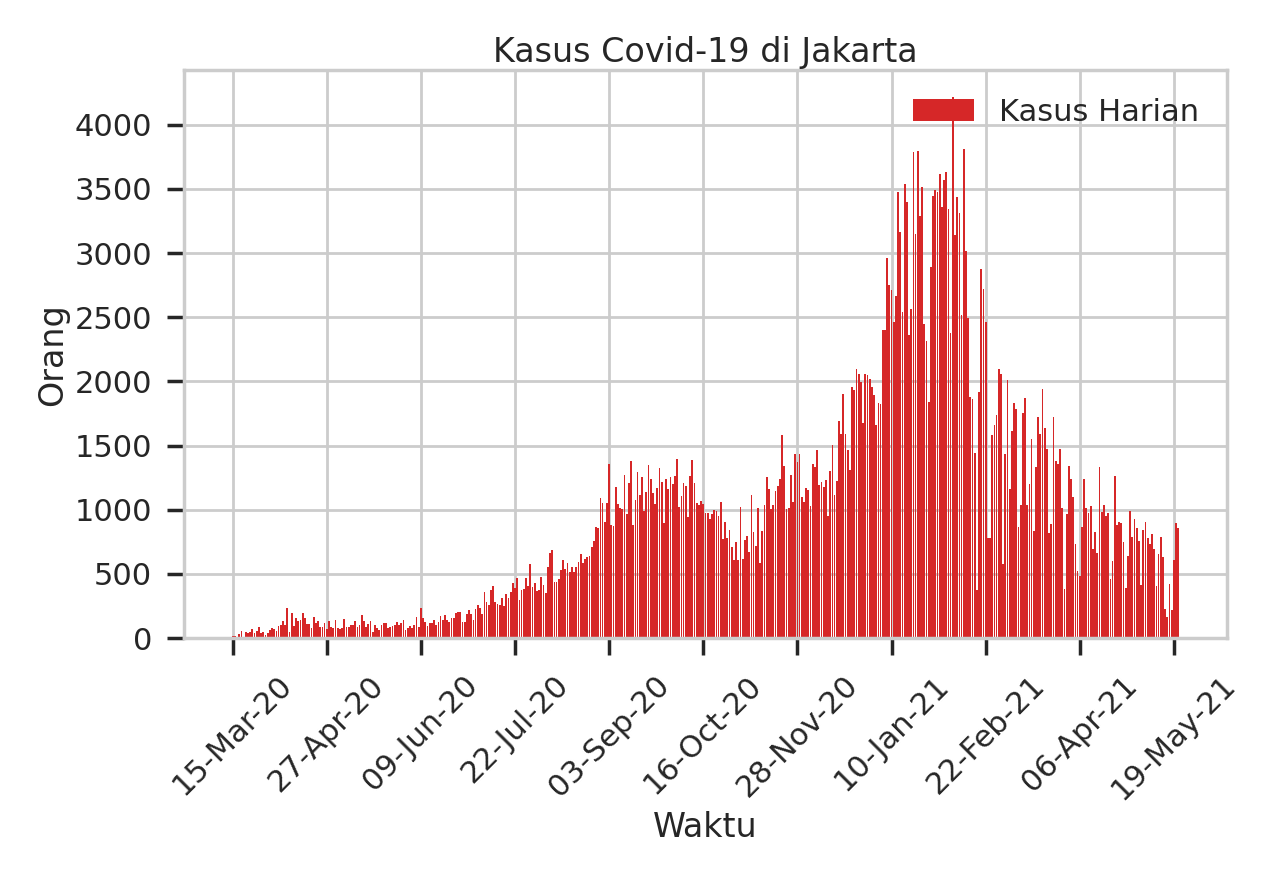 Kasus Covid-19 di Jakarta
Kasus Harian
Orang
4000
3500
3000
2500
2000
1500
1000
500
0
15-Mar-20
27-Apr-20
09-Jun-20
22-Jul-20
03-Sep-20
16-Oct-20
28-Nov-20
10-Jan-21
22-Feb-21
06-Apr-21
19-May-21
Waktu